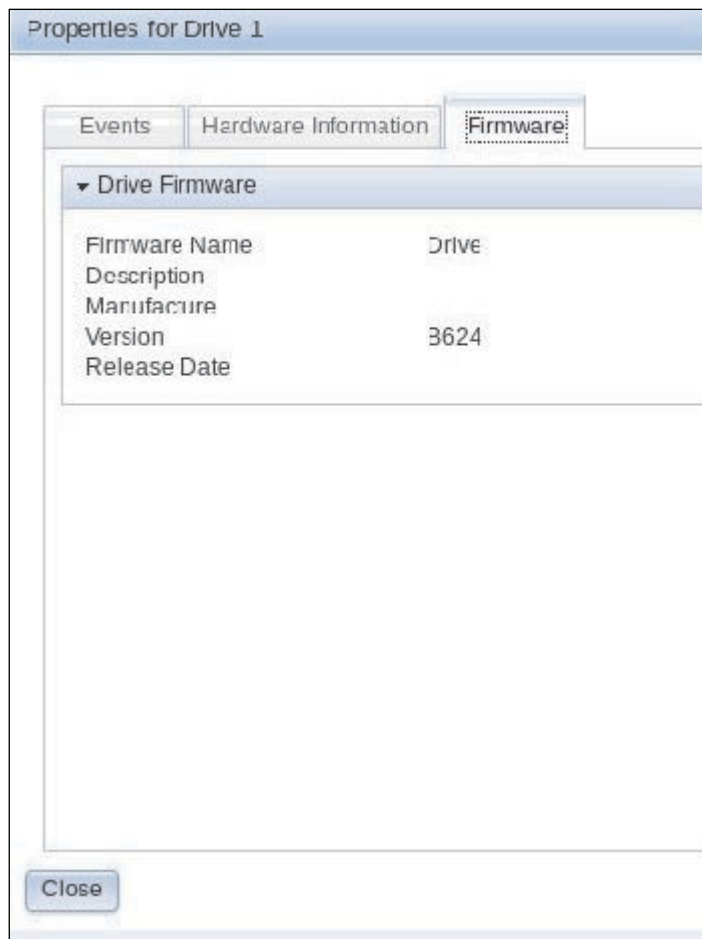 Properties for Drive 1
Events Hardware Information Firmware
Drive Firmware
Firmware Name Drive
Description
Manufacture
Version B624
Release Date
Close